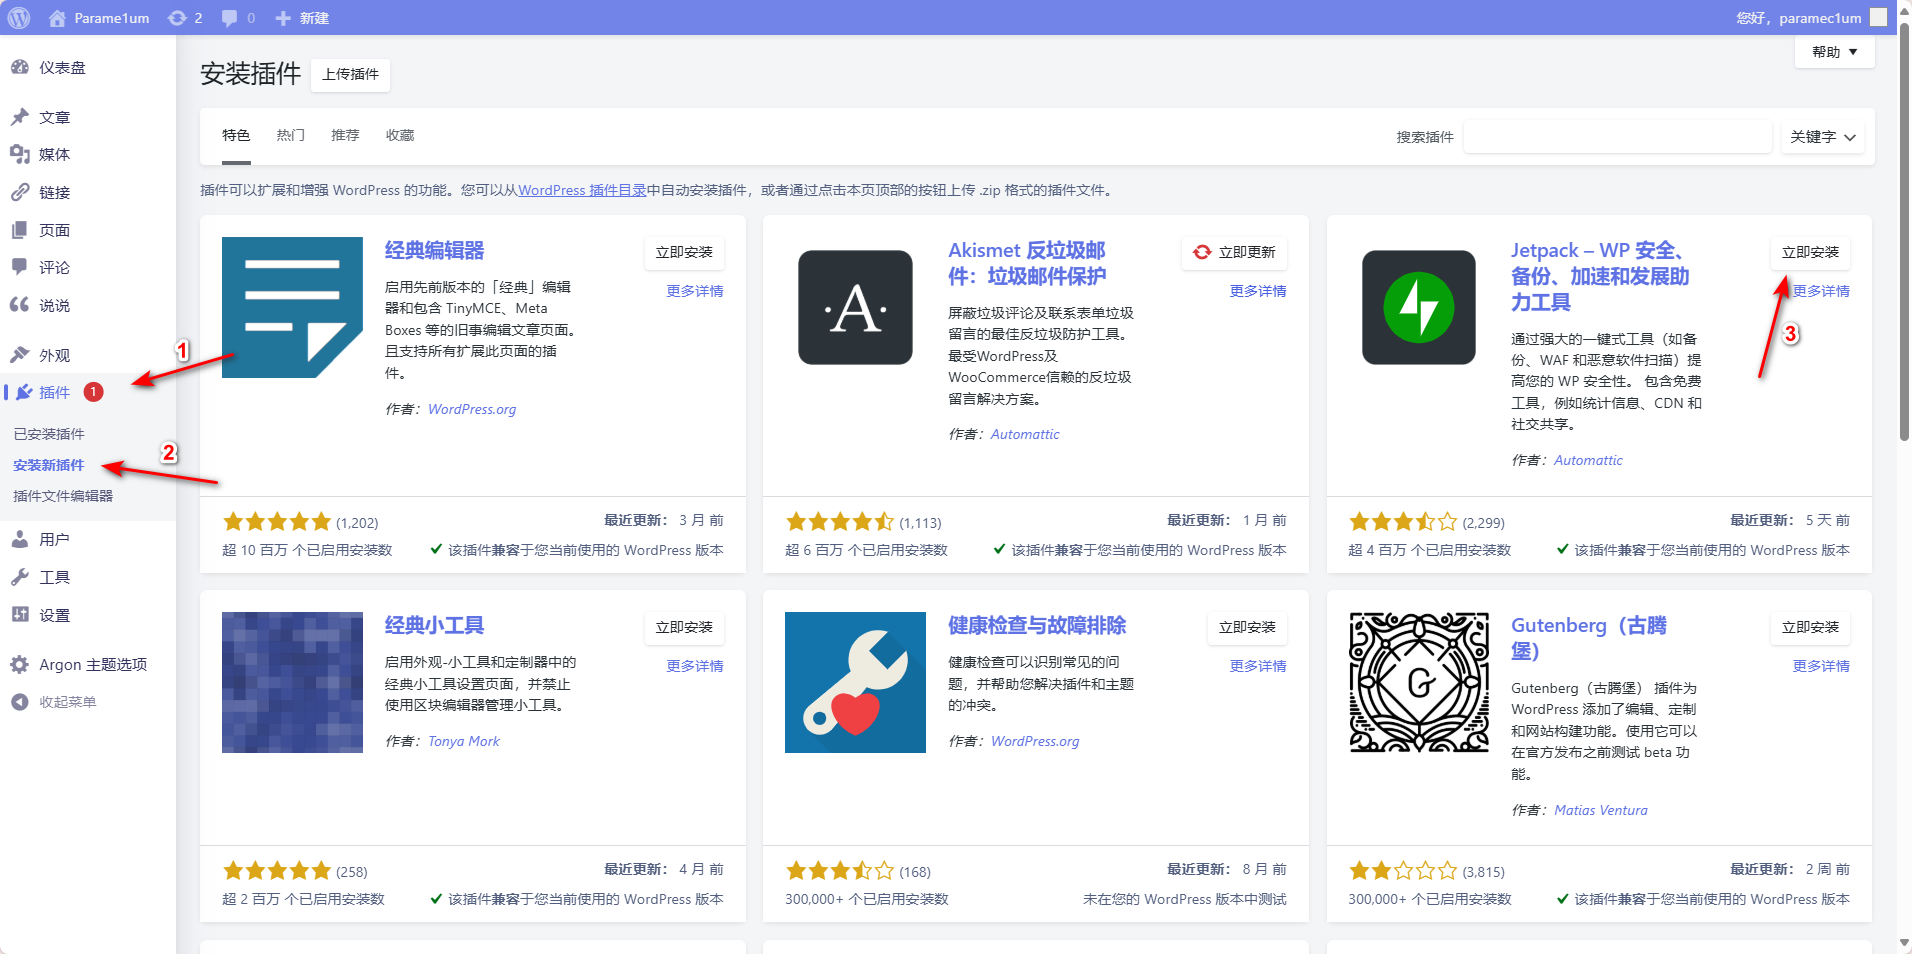 Parame1um
2
0
新建
您好，paramec1um
仪表盘
文章
媒体
链接
页面
评论
说说
外观
插件
1
已安装插件
安装新插件
插件文件编辑器
用户
工具
设置
Argon 主题选项
收起菜单
1
2
3
帮助
安装插件
上传插件
特色
热门
推荐
收藏
搜索插件
关键字
插件可以扩展和增强 WordPress 的功能。您可以从WordPress 插件目录中自动安装插件，或者通过点击本页顶部的按钮上传 .zip 格式的插件文件。
经典编辑器
立即安装
更多详情
启用先前版本的「经典」编辑
器和包含 TinyMCE、Meta
Boxes 等的旧事编辑文章页面。
且支持所有扩展此页面的插
件。
作者：WordPress.org
(1,202)
最近更新： 3 月 前
超 10 百万 个已启用安装数
该插件兼容于您当前使用的 WordPress 版本
Akismet 反垃圾邮
件：垃圾邮件保护
立即更新
更多详情
屏蔽垃圾评论及联系表单垃圾
留言的最佳反垃圾防护工具。
最受WordPress及
WooCommerce信赖的反垃圾
留言解决方案。
作者：Automattic
·A·
(1,113)
最近更新： 1 月 前
超 6 百万 个已启用安装数
该插件兼容于您当前使用的 WordPress 版本
Jetpack – WP 安全、
备份、加速和发展助
力工具
立即安装
更多详情
通过强大的一键式工具（如备
份、WAF 和恶意软件扫描）提
高您的 WP 安全性。 包含免费
工具，例如统计信息、CDN 和
社交共享。
作者：Automattic
(2,299)
最近更新： 5 天 前
超 4 百万 个已启用安装数
该插件兼容于您当前使用的 WordPress 版本
经典小工具
立即安装
更多详情
启用外观-小工具和定制器中的
经典小工具设置页面，并禁止
使用区块编辑器管理小工具。
作者：Tonya Mork
(258)
最近更新： 4 月 前
超 2 百万 个已启用安装数
该插件兼容于您当前使用的 WordPress 版本
健康检查与故障排除
立即安装
更多详情
健康检查可以识别常见的问
题，并帮助您解决插件和主题
的冲突。
作者：WordPress.org
(168)
最近更新： 8 月 前
300,000+ 个已启用安装数
未在您的 WordPress 版本中测试
Gutenberg（古腾
堡）
立即安装
更多详情
Gutenberg（古腾堡） 插件为
WordPress 添加了编辑、定制
和网站构建功能。使用它可以
在官方发布之前测试 beta 功
能。
作者：Matias Ventura
G
(3,815)
最近更新： 2 周 前
300,000+ 个已启用安装数
该插件兼容于您当前使用的 WordPress 版本